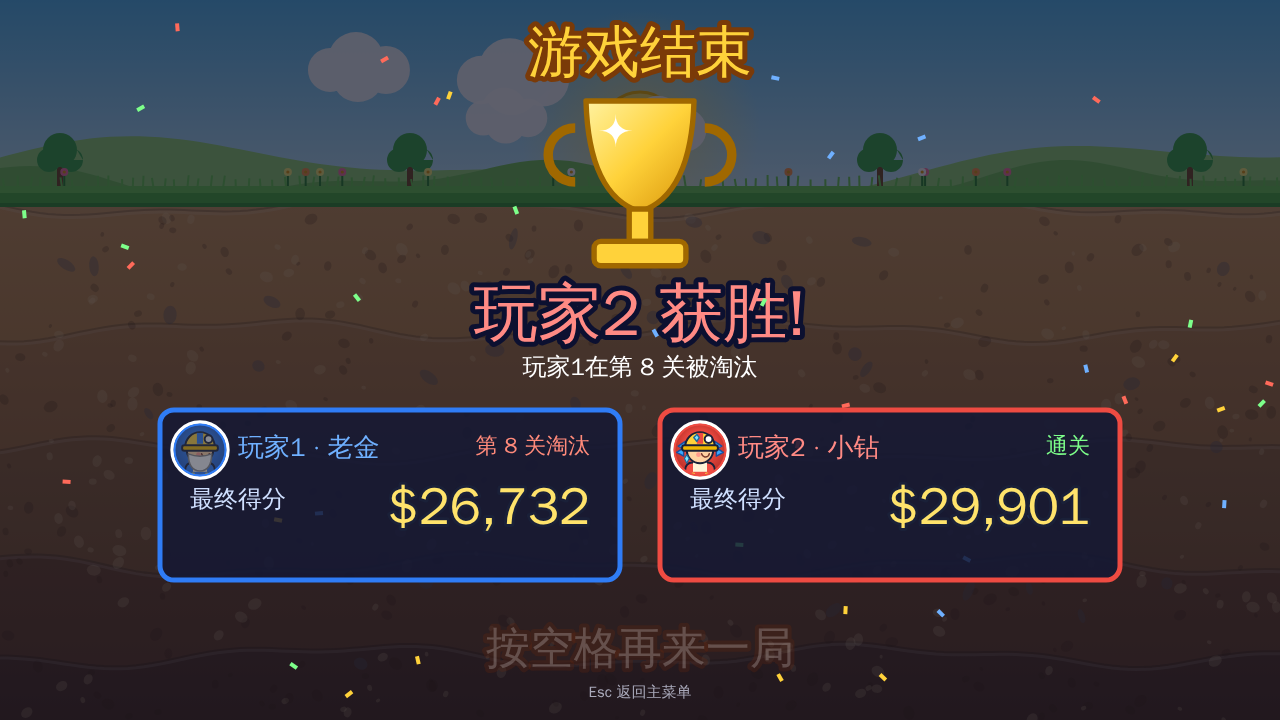 游戏结束
玩家2 获胜!
玩家1在第 8 关被淘汰
玩家1 · 老金
第 8 关淘汰
最终得分
$26,732
玩家2 · 小钻
通关
最终得分
$29,901
按空格再来一局
Esc 返回主菜单